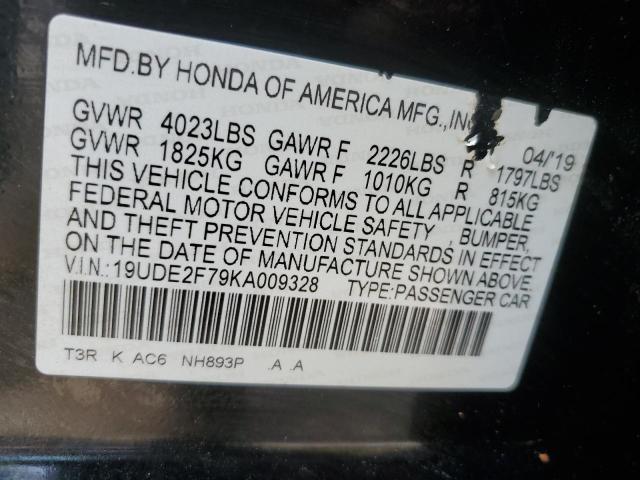 MFD.BY HONDA OF AMERICA MFG.,INC 04/'19
GVWR 4023LBS GAWR F 2226LBS R 1797LBS
GVWR 1825KG GAWR F 1010KG R 815KG
THIS VEHICLE CONFORMS TO ALL APPLICABLE
FEDERAL MOTOR VEHICLE SAFETY , BUMPER,
AND THEFT PREVENTION STANDARDS IN EFFECT
ON THE DATE OF MANUFACTURE SHOWN ABOVE.
V.I.N.:19UDE2F79KA009328 TYPE:PASSENGER CAR
T3R K AC6 NH893P .A .A